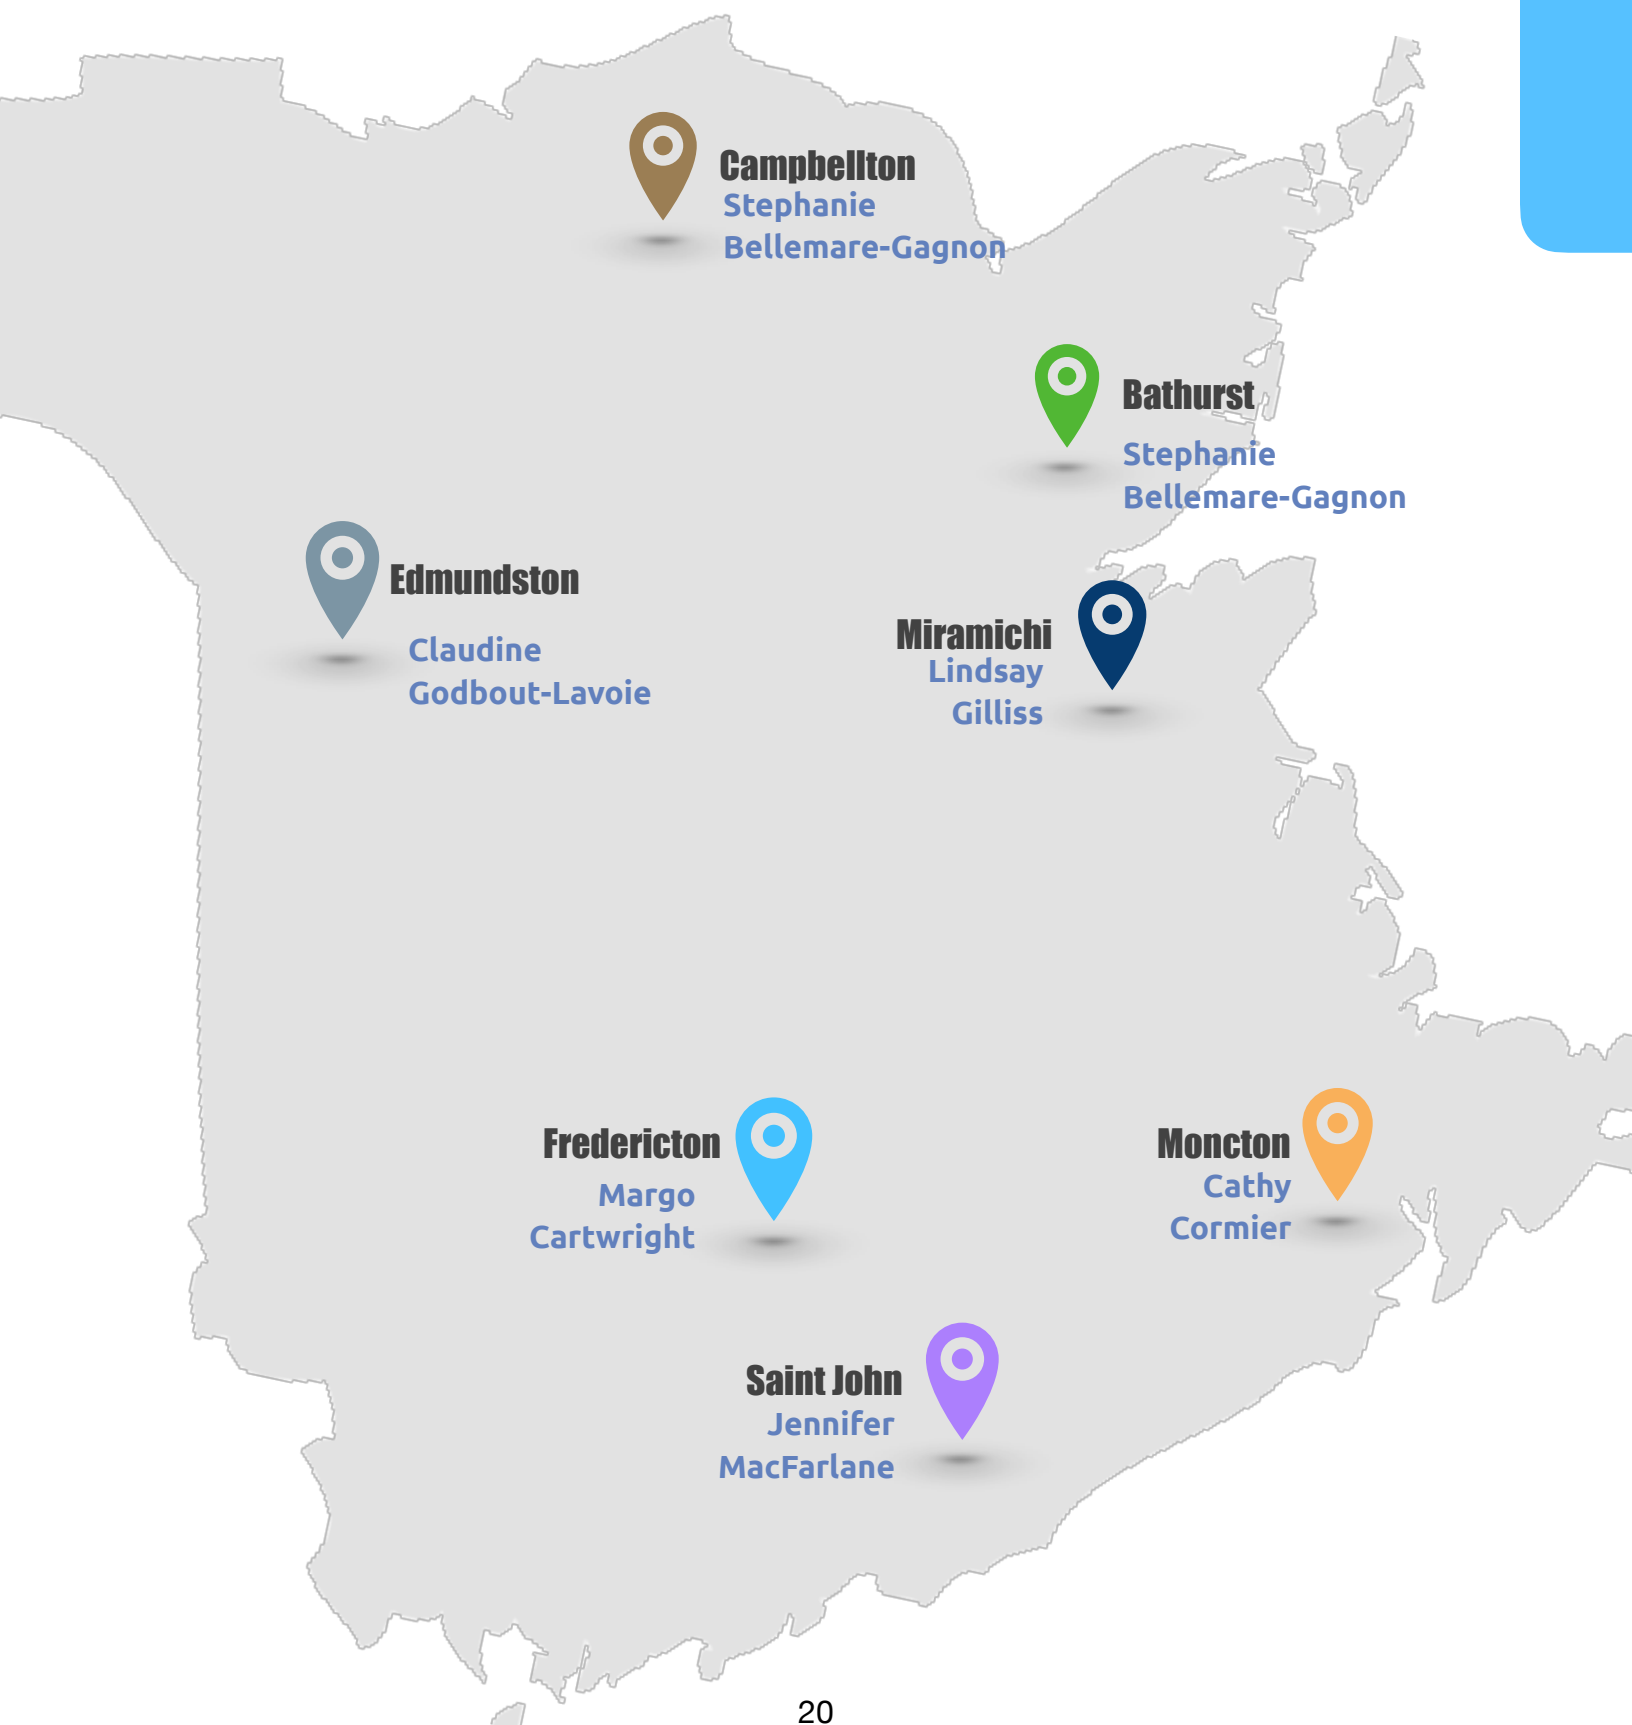 Campbellton
Stephanie
Bellemare-Gagnon
Bathurst
Stephanie
Bellemare-Gagnon
Edmundston
Claudine
Godbout-Lavoie
Miramichi
Lindsay
Gilliss
Fredericton
Margo
Cartwright
Moncton
Cathy
Cormier
Saint John
Jennifer
MacFarlane
20